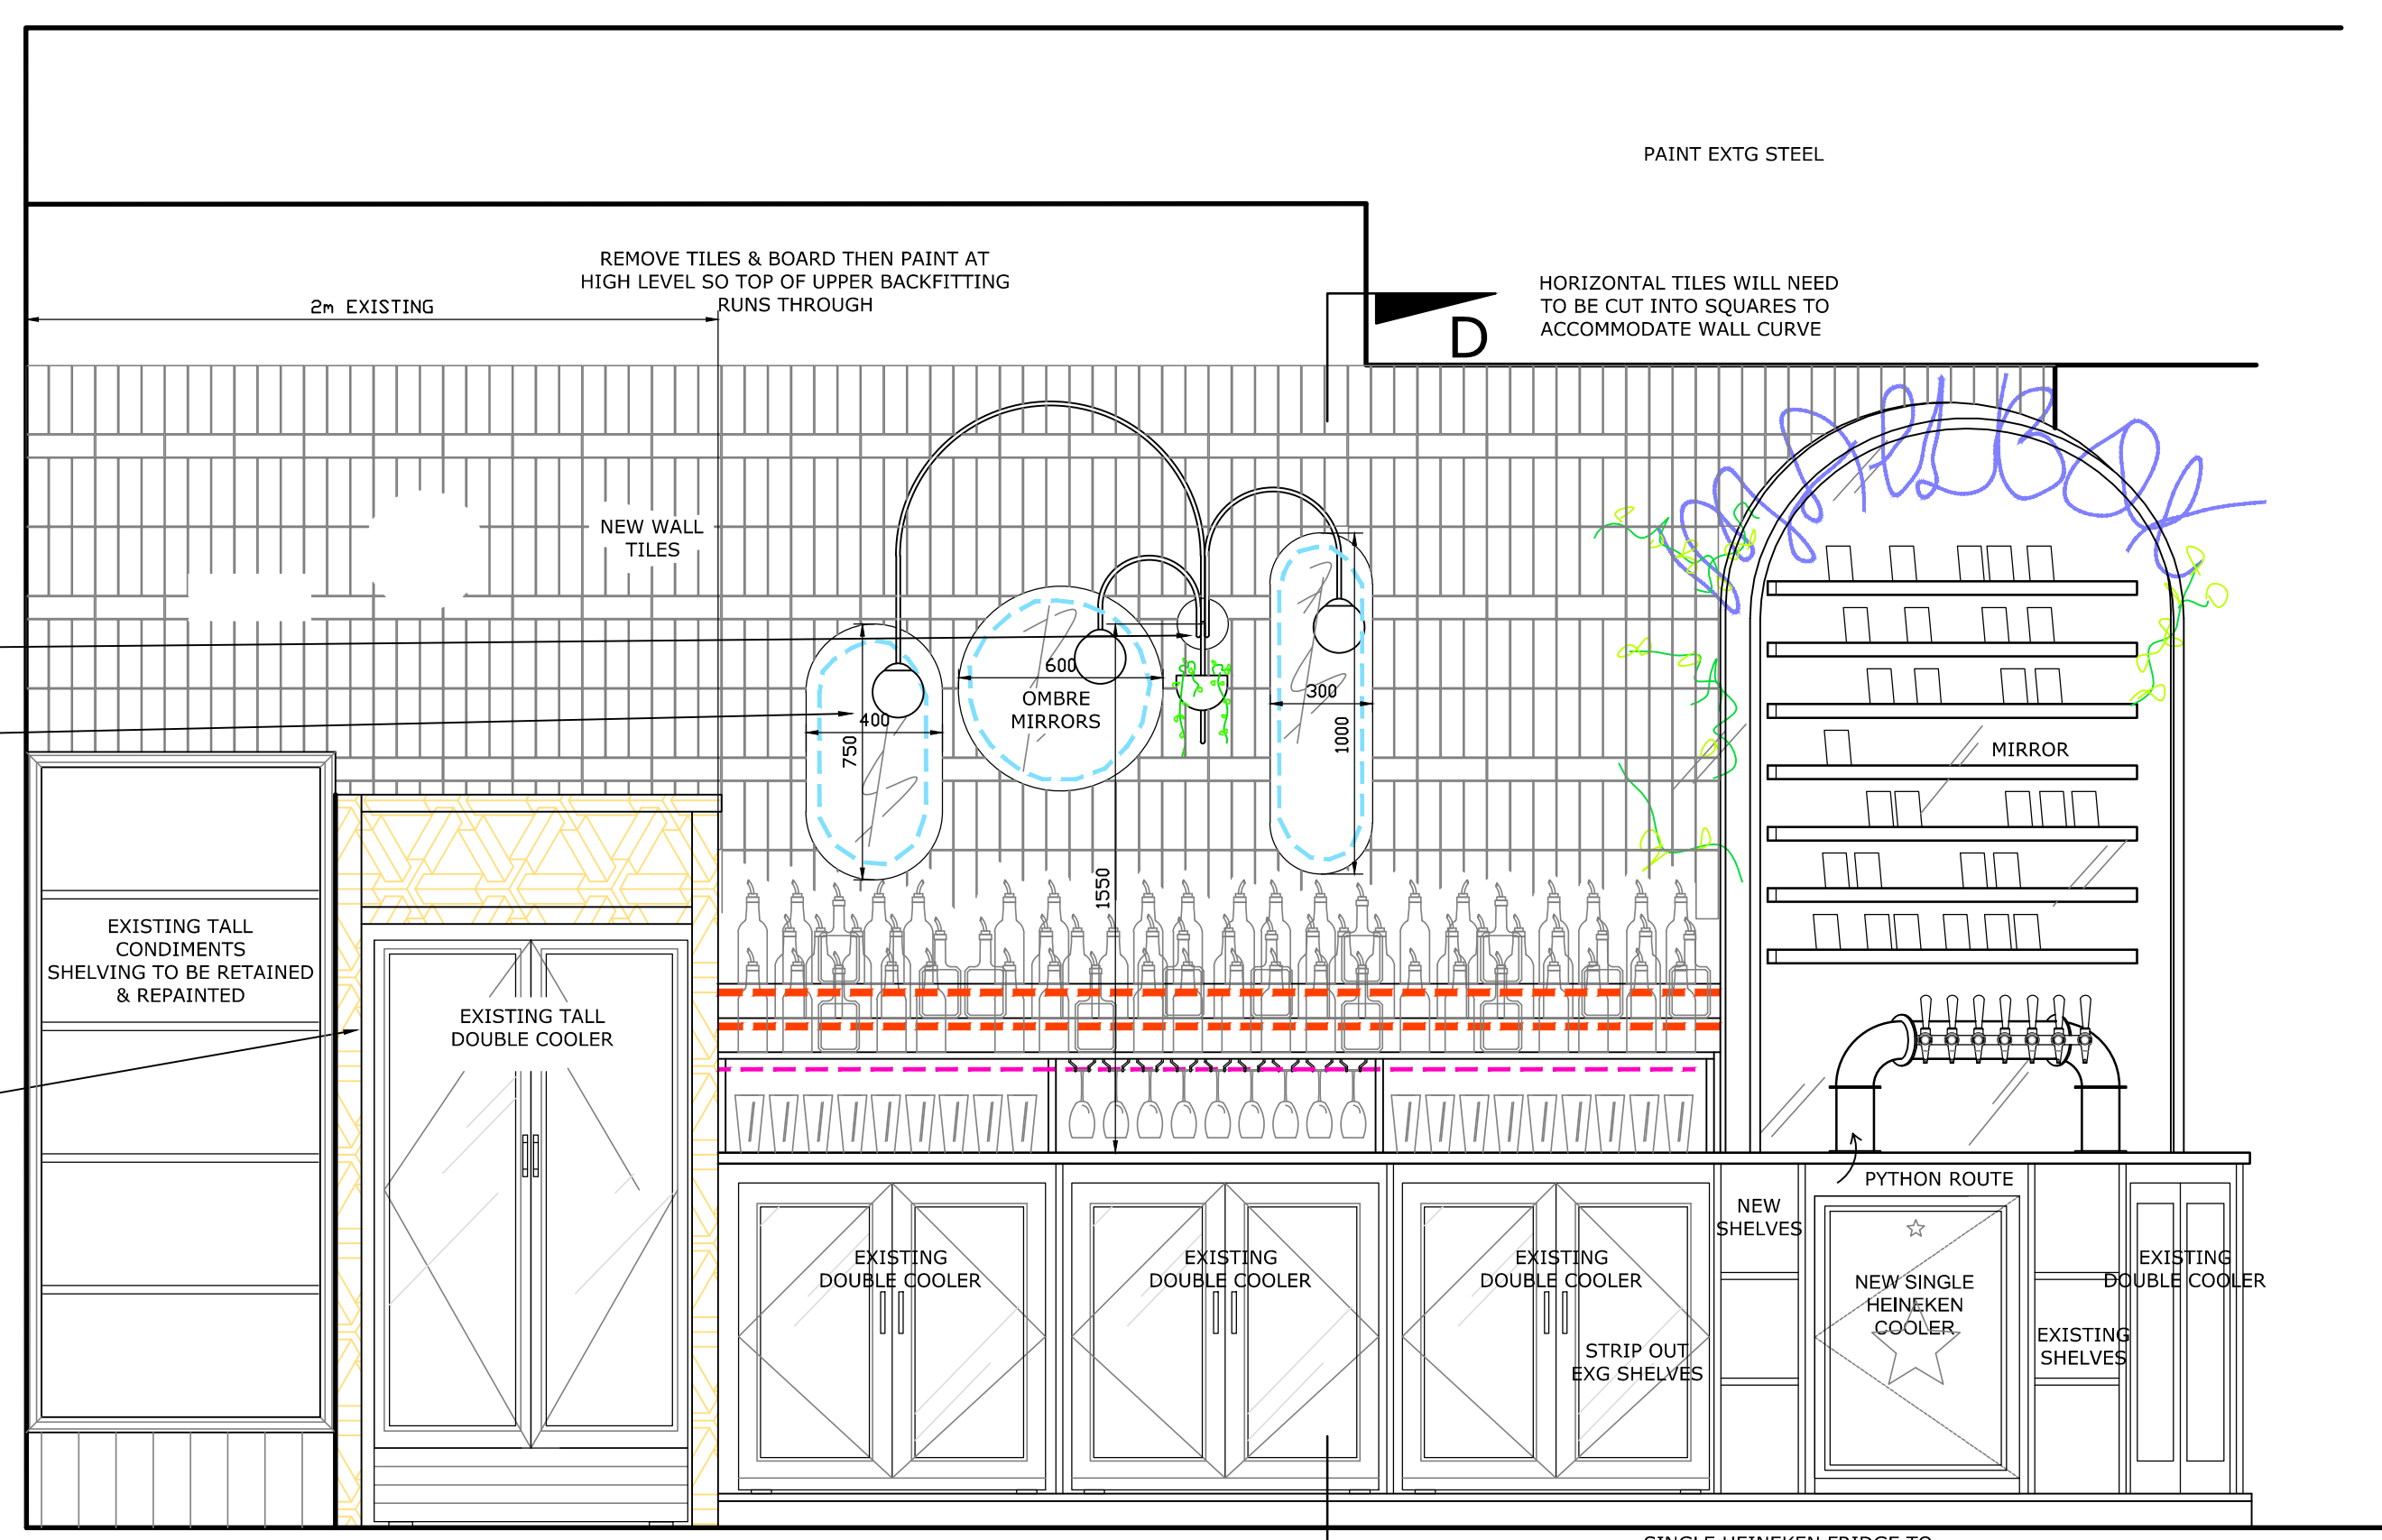 PAINT EXTG STEEL
REMOVE TILES & BOARD THEN PAINT AT
HIGH LEVEL SO TOP OF UPPER BACKFITTING
RUNS THROUGH
2m EXISTING
HORIZONTAL TILES WILL NEED
TO BE CUT INTO SQUARES TO
ACCOMMODATE WALL CURVE
D
NEW WALL
TILES
600
OMBRE
MIRRORS
300
400
750
1000
MIRROR
1550
EXISTING TALL
CONDIMENTS
SHELVING TO BE RETAINED
& REPAINTED
EXISTING TALL
DOUBLE COOLER
PYTHON ROUTE
NEW
SHELVES
EXISTING
DOUBLE COOLER
EXISTING
DOUBLE COOLER
EXISTING
DOUBLE COOLER
STRIP OUT
EXG SHELVES
NEW SINGLE
HEINEKEN
COOLER
EXISTING
SHELVES
EXISTING
DOUBLE COOLER
SINGLE HEINEKEN FRIDGE TO